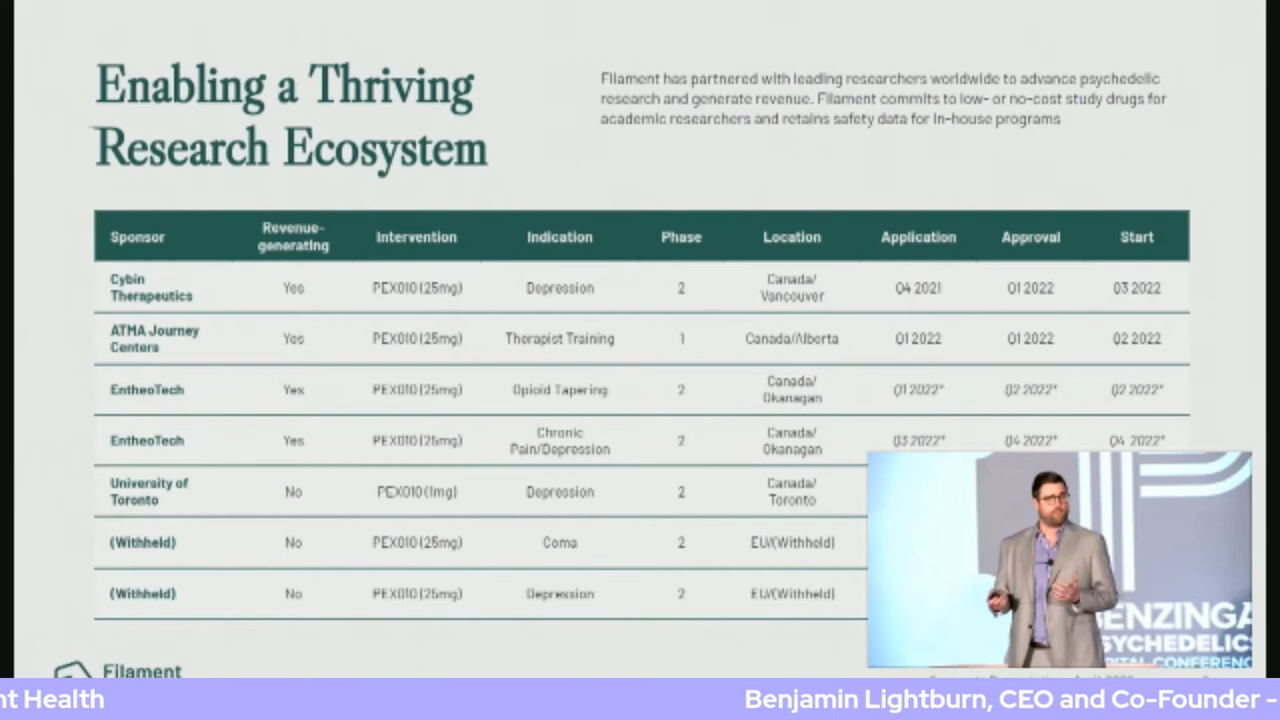 Enabling a Thriving
Research Ecosystem
Filament has partnered with leading researchers worldwide to advance psychedelic
research and generate revenue. Filament commits to low- or no-cost study drugs for
academic researchers and retains safety data for in-house programs
Sponsor Revenue-generating Intervention Indication Phase Location Application Approval Start
Cybin Therapeutics Yes PEX010 (25mg) Depression 2 Canada/Vancouver Q4 2021 Q1 2022 Q3 2022
ATMA Journey Centers Yes PEX010 (25mg) Therapist Training 1 Canada/Alberta Q1 2022 Q1 2022 Q2 2022
EntheoTech Yes PEX010 (25mg) Opioid Tapering 2 Canada/Okanagan Q1 2022* Q2 2022* Q2 2022*
EntheoTech Yes PEX010 (25mg) Chronic Pain/Depression 2 Canada/Okanagan Q3 2022* Q4 2022* Q4 2022*
University of Toronto No PEX010 (1mg) Depression 2 Canada/Toronto
(Withheld) No PEX010 (25mg) Coma 2 EU/(Withheld)
(Withheld) No PEX010 (25mg) Depression 2 EU/(Withheld)
ENZINGA
SYCHEDELICS
PITAL CONFERENC
Filament
nt Health
Benjamin Lightburn, CEO and Co-Founder -